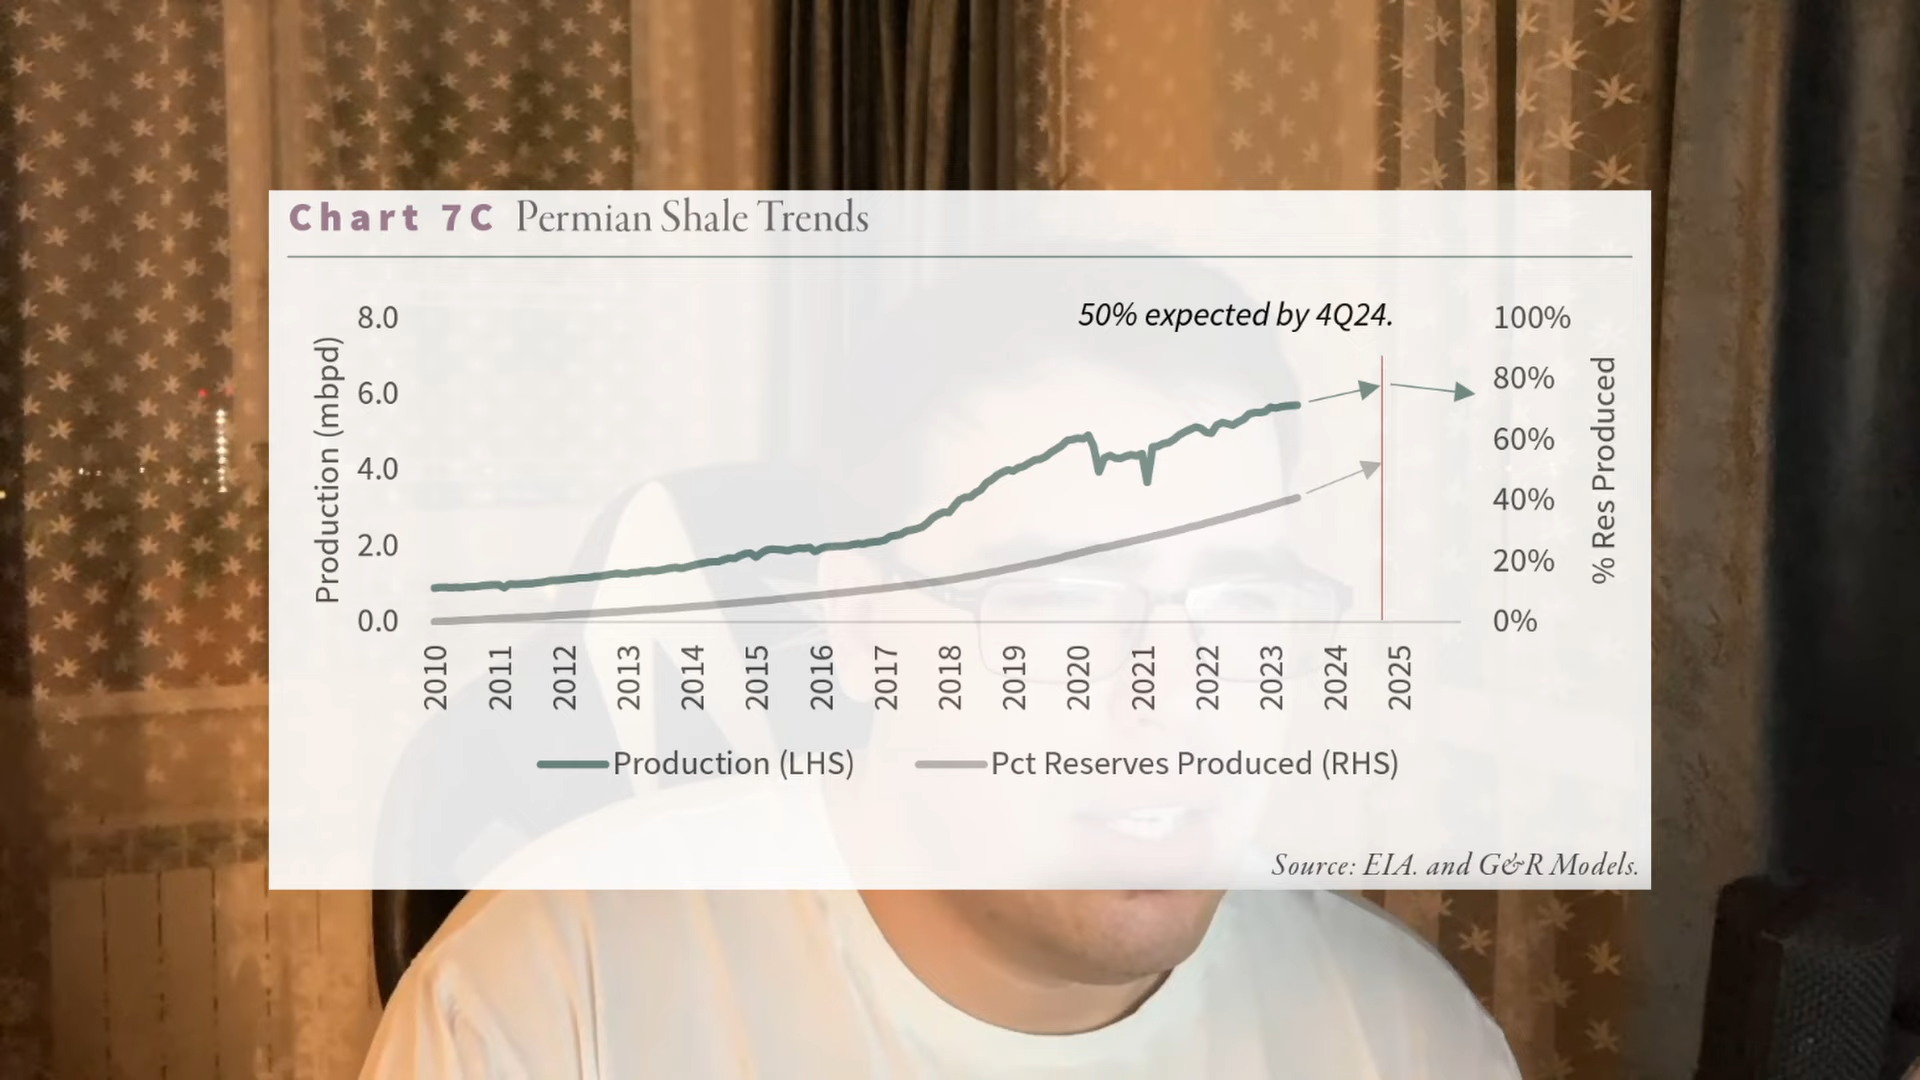 Chart 7C Permian Shale Trends
50% expected by 4Q24.
Production (mbpd)
8.0
6.0
4.0
2.0
0.0
100%
80%
60%
40%
20%
0%
% Res Produced
2010 2011 2012 2013 2014 2015 2016 2017 2018 2019 2020 2021 2022 2023 2024 2025
Production (LHS) Pct Reserves Produced (RHS)
Source: EIA. and G&R Models.